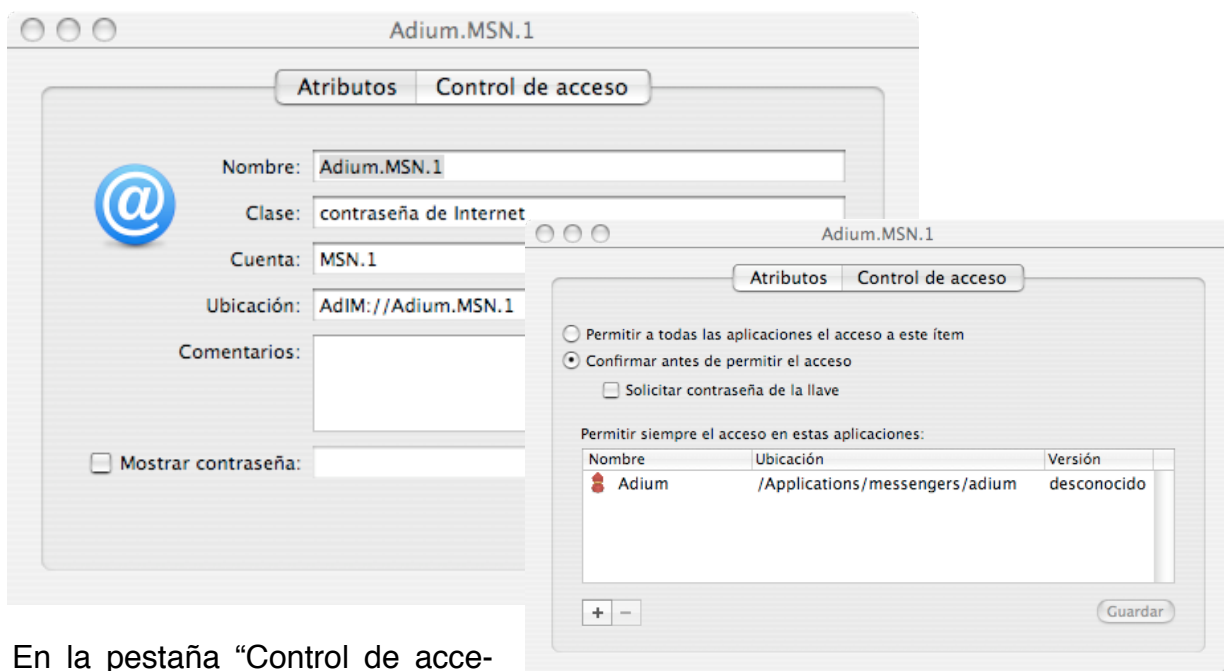 Adium.MSN.1
Atributos Control de acceso
Nombre: Adium.MSN.1
Clase: contraseña de Internet
Cuenta: MSN.1
Ubicación: AdIM://Adium.MSN.1
Comentarios:
Mostrar contraseña:
Adium.MSN.1
Atributos Control de acceso
Permitir a todas las aplicaciones el acceso a este ítem
Confirmar antes de permitir el acceso
Solicitar contraseña de la llave
Permitir siempre el acceso en estas aplicaciones:
Nombre Ubicación Versión
Adium /Applications/messengers/adium desconocido
+ − Guardar
En la pestaña “Control de acce-